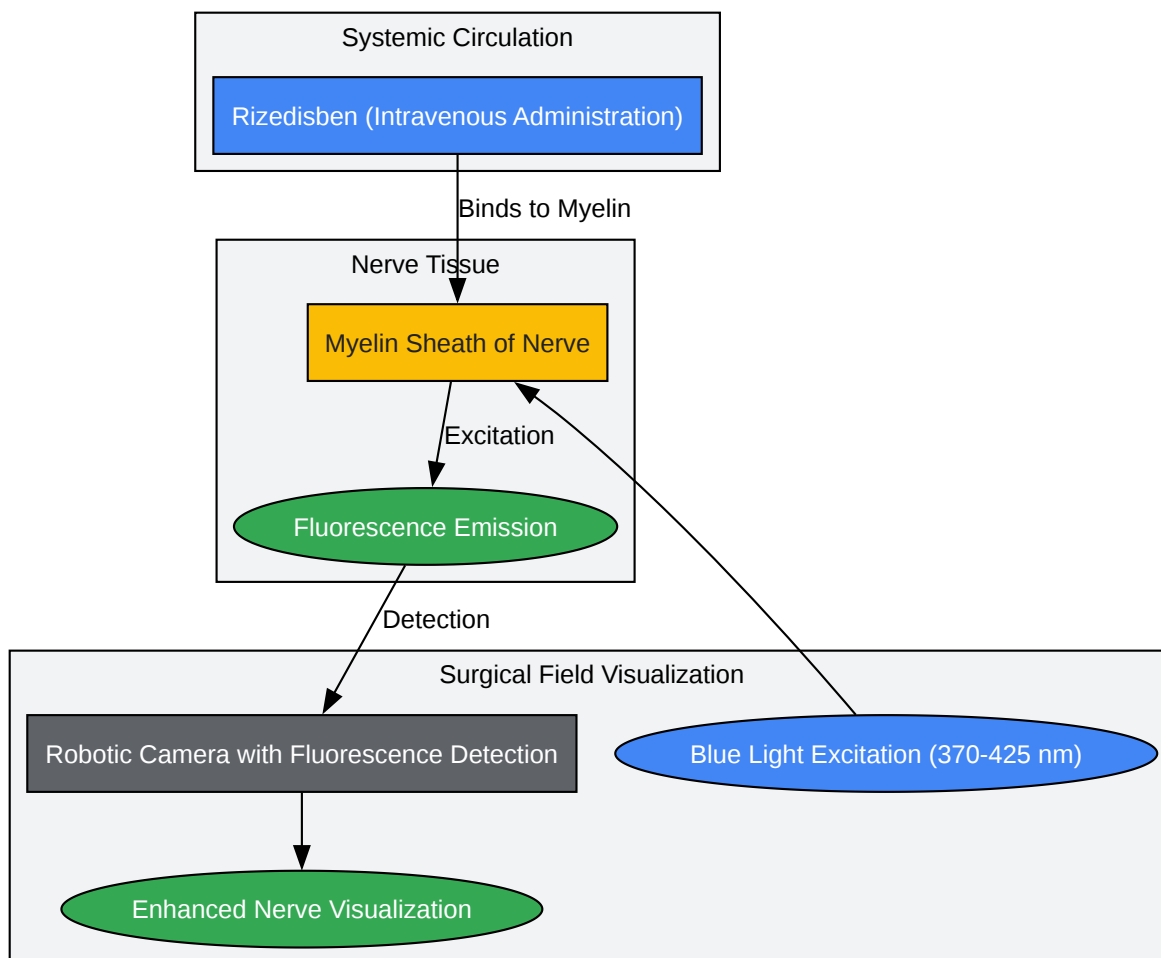 Systemic Circulation
Rizedisben (Intravenous Administration)
Binds to Myelin
Nerve Tissue
Myelin Sheath of Nerve
Excitation
Fluorescence Emission
Detection
Surgical Field Visualization
Robotic Camera with Fluorescence Detection
Blue Light Excitation (370-425 nm)
Enhanced Nerve Visualization